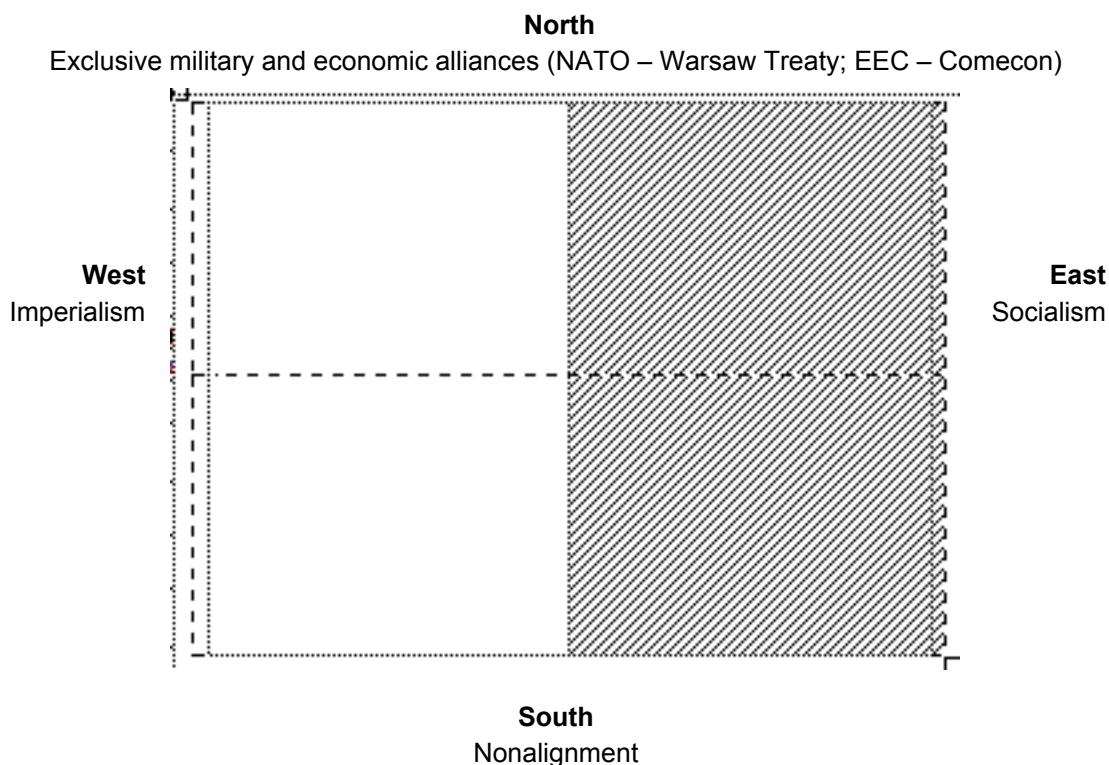 North
Exclusive military and economic alliances (NATO – Warsaw Treaty; EEC – Comecon)
West
Imperialism
East
Socialism
South
Nonalignment